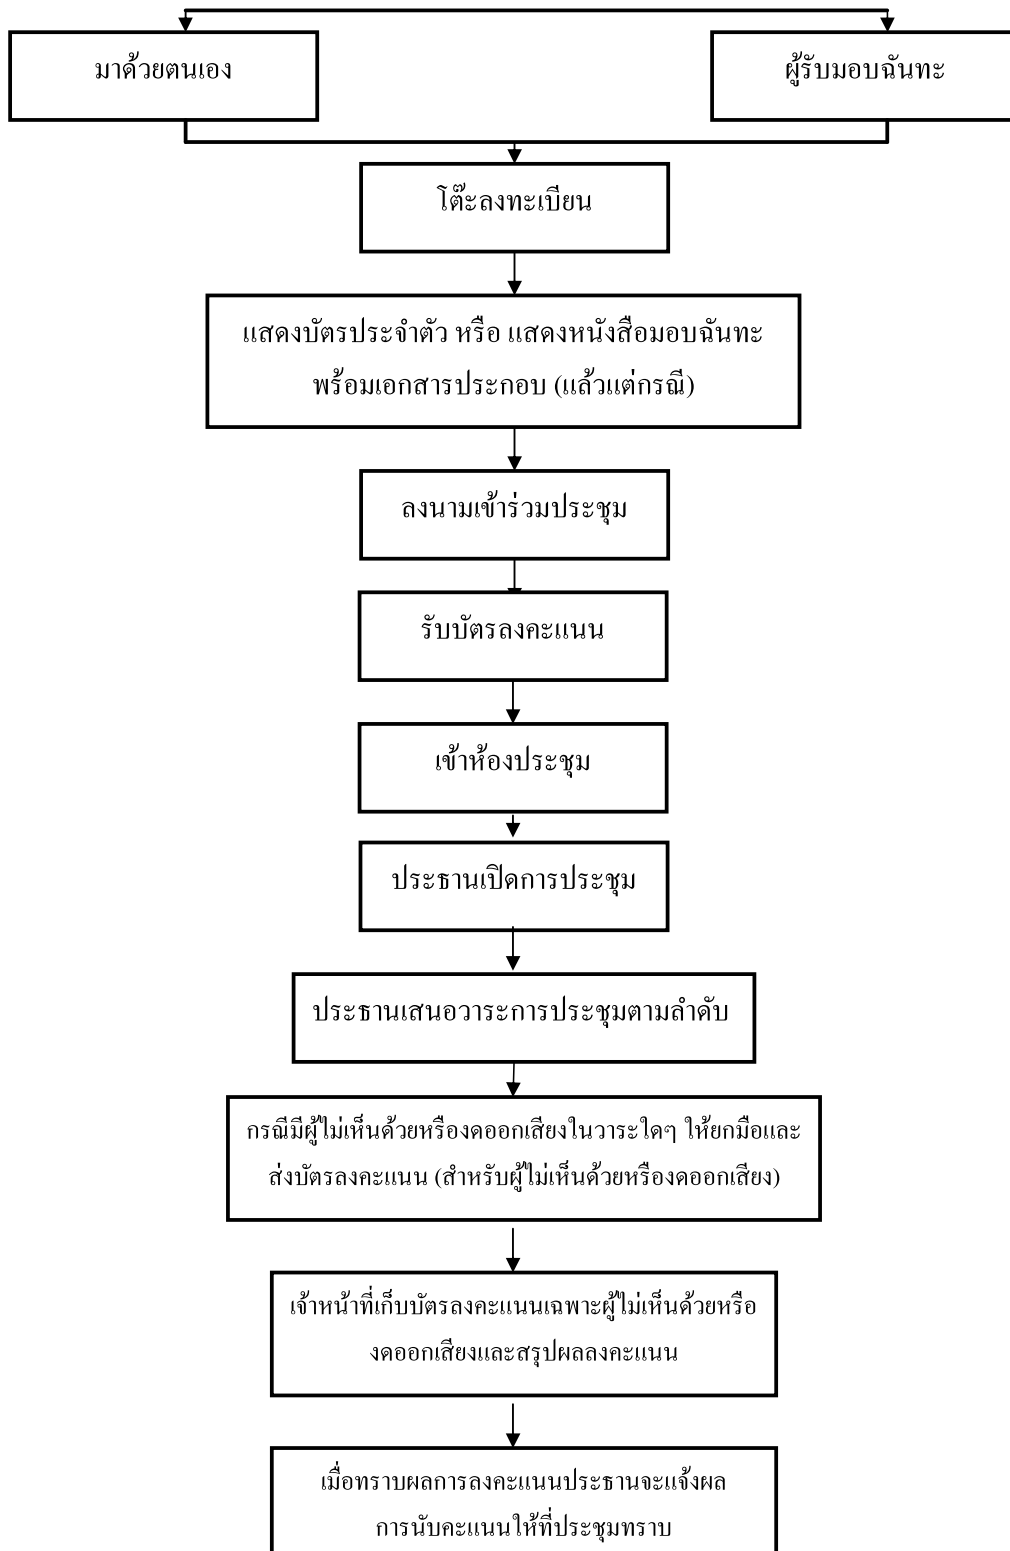 มาด้วยตนเอง
ผู้รับมอบฉันทะ
โต๊ะลงทะเบียน
แสดงบัตรประจำตัว หรือ แสดงหนังสือมอบฉันทะ
พร้อมเอกสารประกอบ (แล้วแต่กรณี)
ลงนามเข้าร่วมประชุม
รับบัตรลงคะแนน
เข้าห้องประชุม
ประธานเปิดการประชุม
ประธานเสนอวาระการประชุมตามลำดับ
กรณีมีผู้ไม่เห็นด้วยหรืองดออกเสียงในวาระใดๆ ให้ยกมือและ
ส่งบัตรลงคะแนน (สำหรับผู้ไม่เห็นด้วยหรืองดออกเสียง)
เจ้าหน้าที่เก็บบัตรลงคะแนนเฉพาะผู้ไม่เห็นด้วยหรือ
งดออกเสียงและสรุปผลลงคะแนน
เมื่อทราบผลการลงคะแนนประธานจะแจ้งผล
การนับคะแนนให้ที่ประชุมทราบ